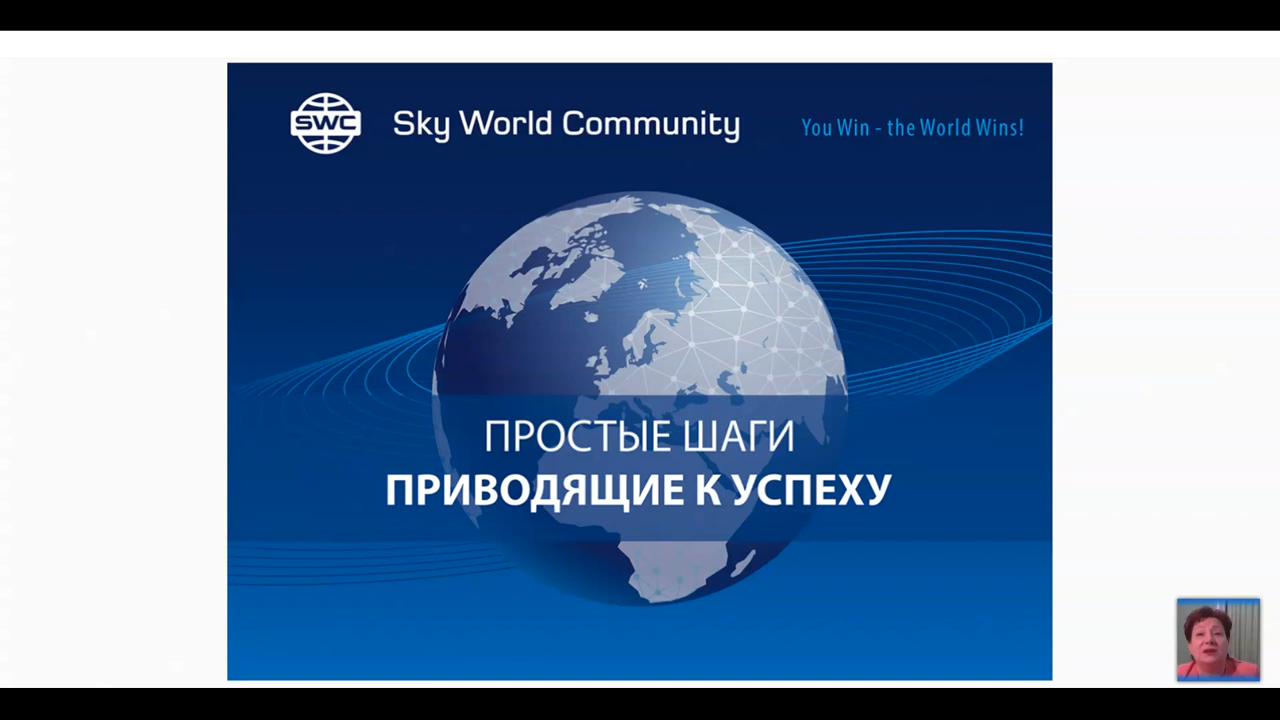 SWC
Sky World Community
You Win - the World Wins!
ПРОСТЫЕ ШАГИ
ПРИВОДЯЩИЕ К УСПЕХУ